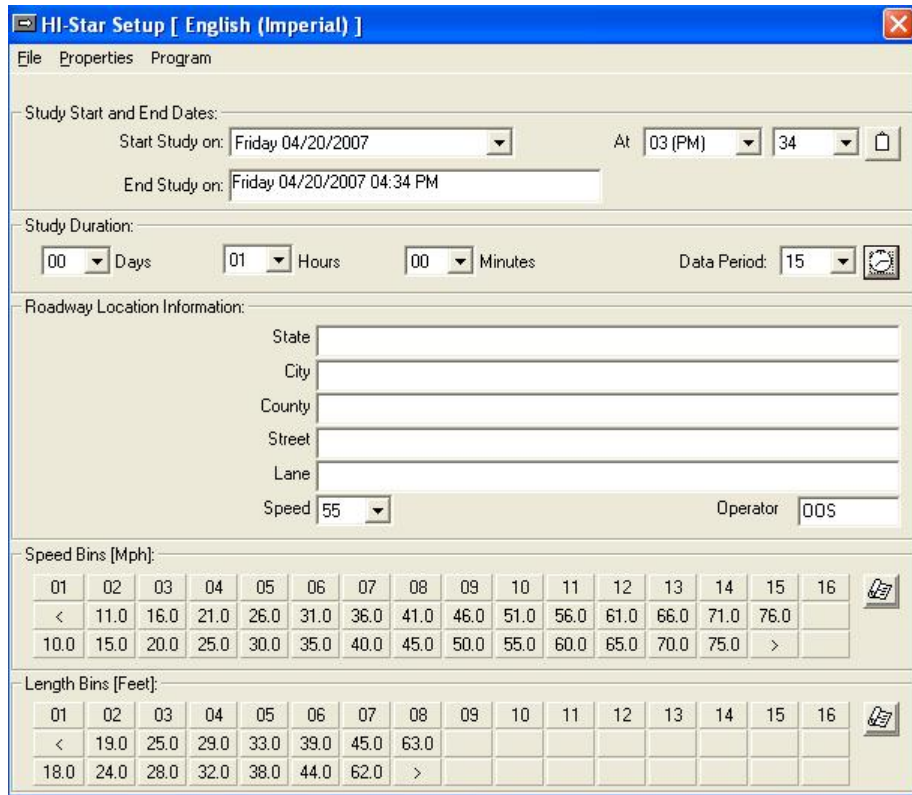 HI-Star Setup [ English (Imperial) ]
File Properties Program
Study Start and End Dates:
Start Study on: Friday 04/20/2007 At 03 (PM) 34
End Study on: Friday 04/20/2007 04:34 PM
Study Duration:
00 Days 01 Hours 00 Minutes Data Period: 15
Roadway Location Information:
State
City
County
Street
Lane
Speed 55 Operator OOS
Speed Bins [Mph]:
01 02 03 04 05 06 07 08 09 10 11 12 13 14 15 16
< 11.0 16.0 21.0 26.0 31.0 36.0 41.0 46.0 51.0 56.0 61.0 66.0 71.0 76.0
10.0 15.0 20.0 25.0 30.0 35.0 40.0 45.0 50.0 55.0 60.0 65.0 70.0 75.0 >
Length Bins [Feet]:
01 02 03 04 05 06 07 08 09 10 11 12 13 14 15 16
< 19.0 25.0 29.0 33.0 39.0 45.0 63.0
18.0 24.0 28.0 32.0 38.0 44.0 62.0 >